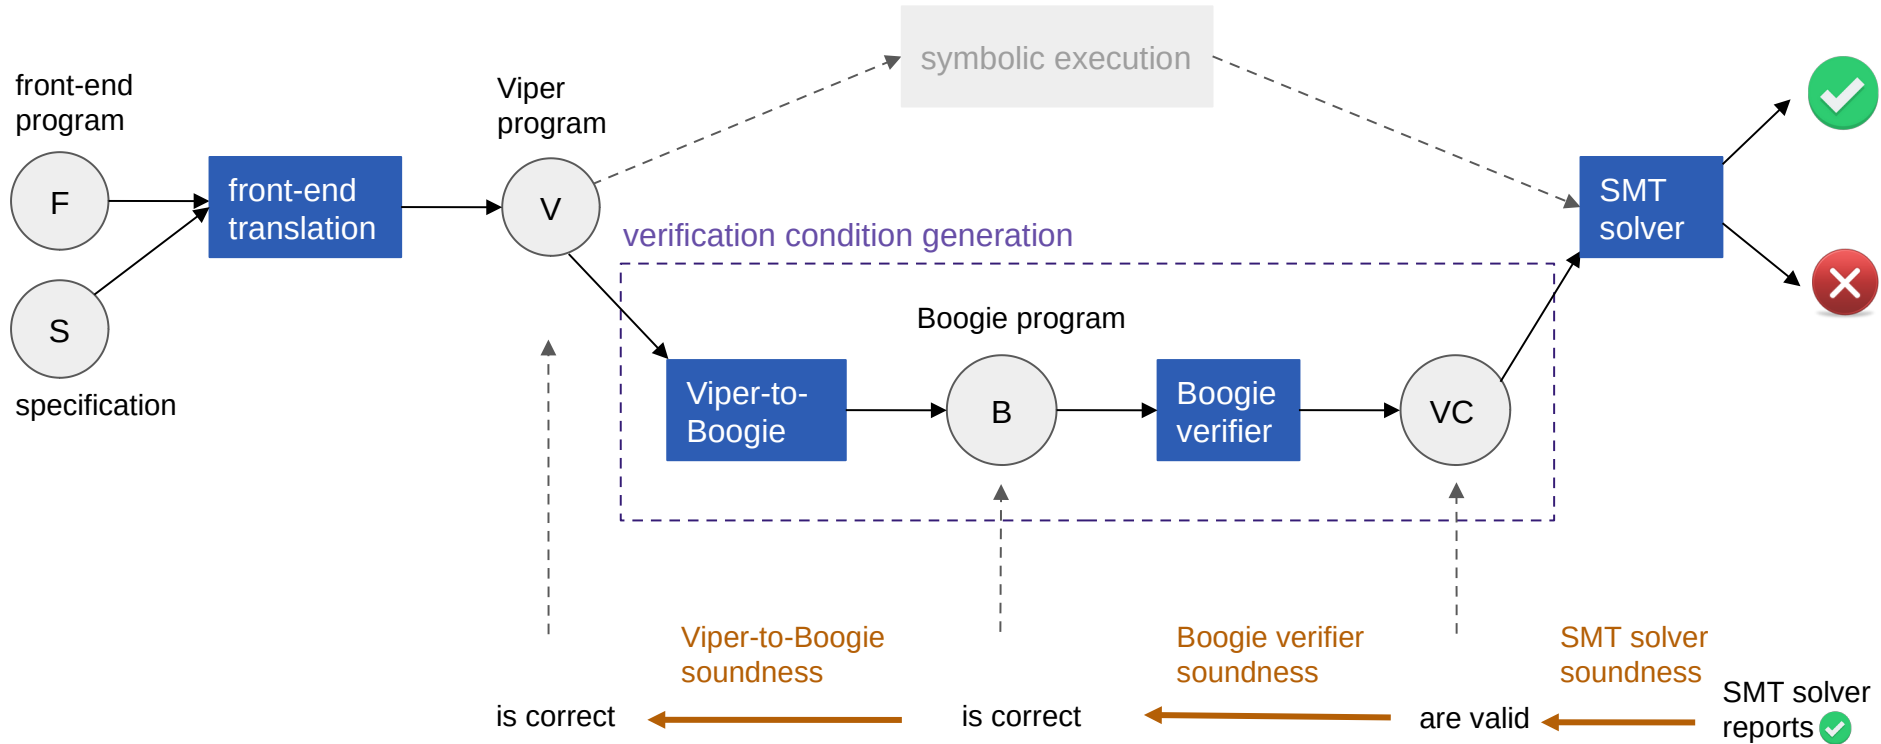 symbolic execution
front-end
program
Viper
program
F
front-end
translation
V
SMT
solver
verification condition generation
S
specification
Boogie program
Viper-to-
Boogie
B
Boogie
verifier
VC
Viper-to-Boogie
soundness
Boogie verifier
soundness
SMT solver
soundness
is correct
is correct
are valid
SMT solver
reports